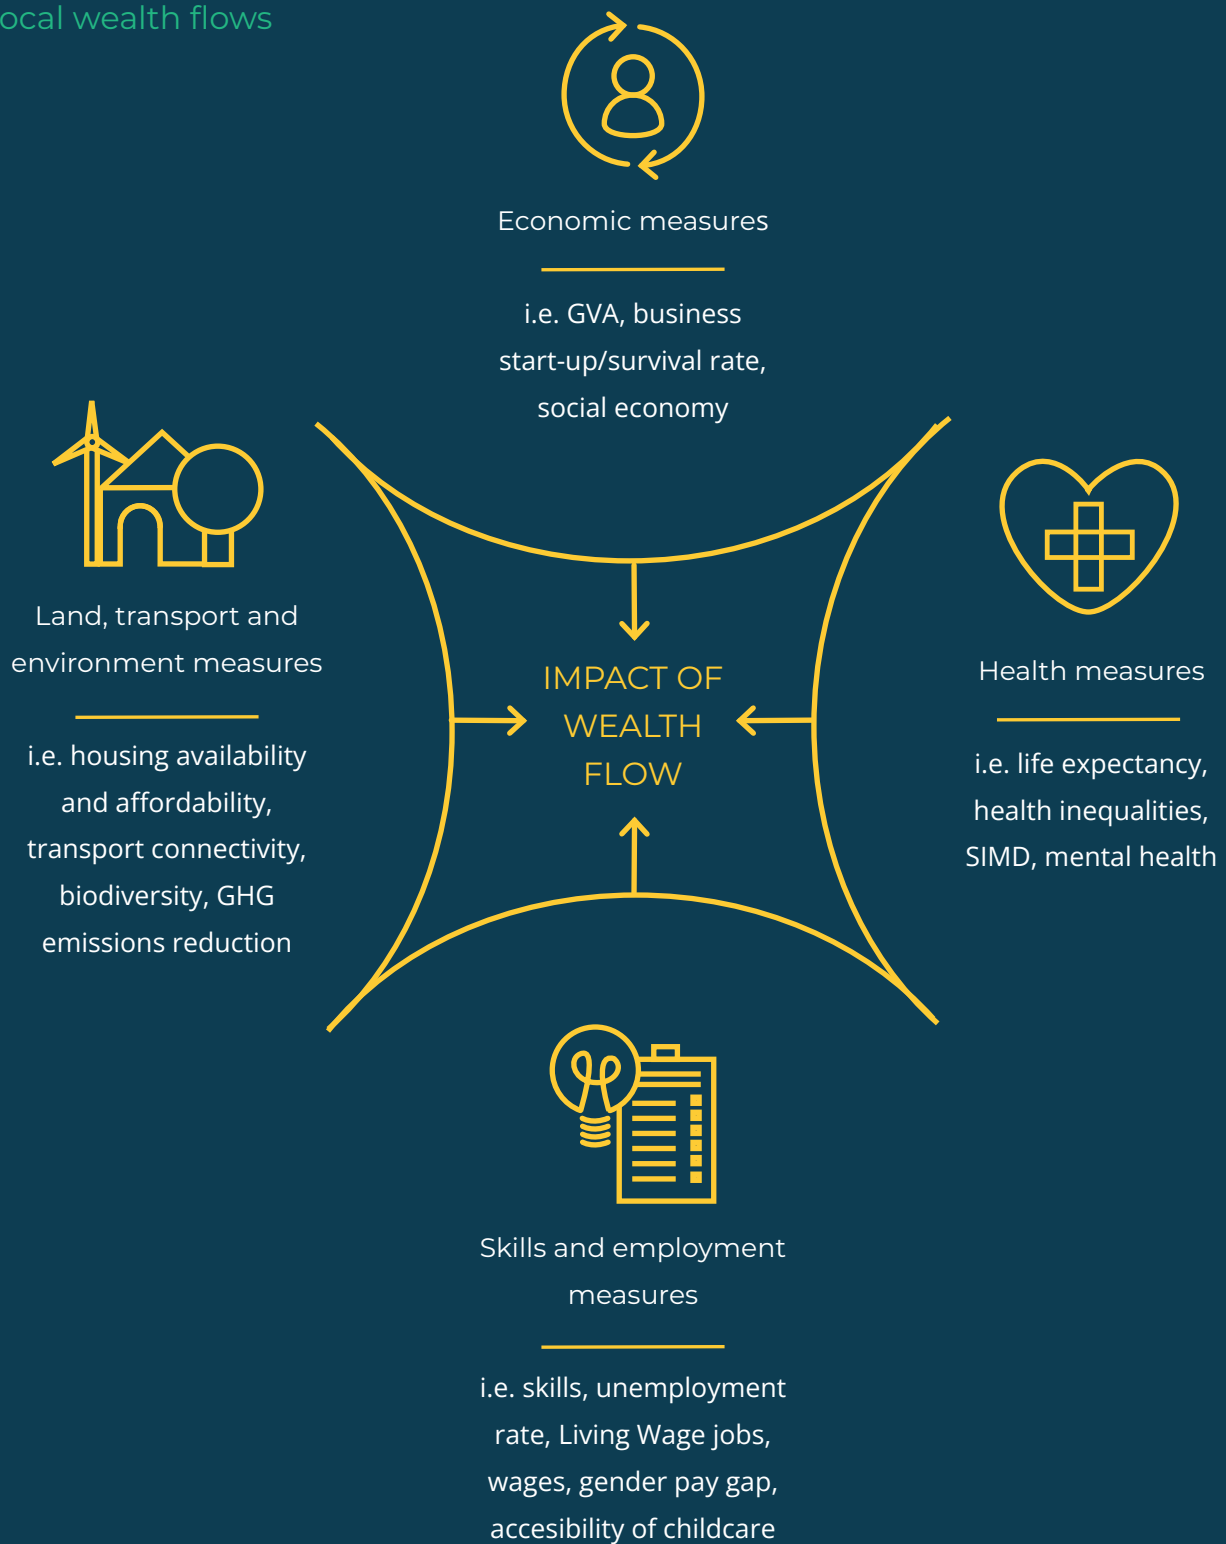 ocal wealth flows
Economic measures
i.e. GVA, business
start-up/survival rate,
social economy
Land, transport and
environment measures
i.e. housing availability
and affordability,
transport connectivity,
biodiversity, GHG
emissions reduction
IMPACT OF
WEALTH
FLOW
Health measures
i.e. life expectancy,
health inequalities,
SIMD, mental health
Skills and employment
measures
i.e. skills, unemployment
rate, Living Wage jobs,
wages, gender pay gap,
accesibility of childcare